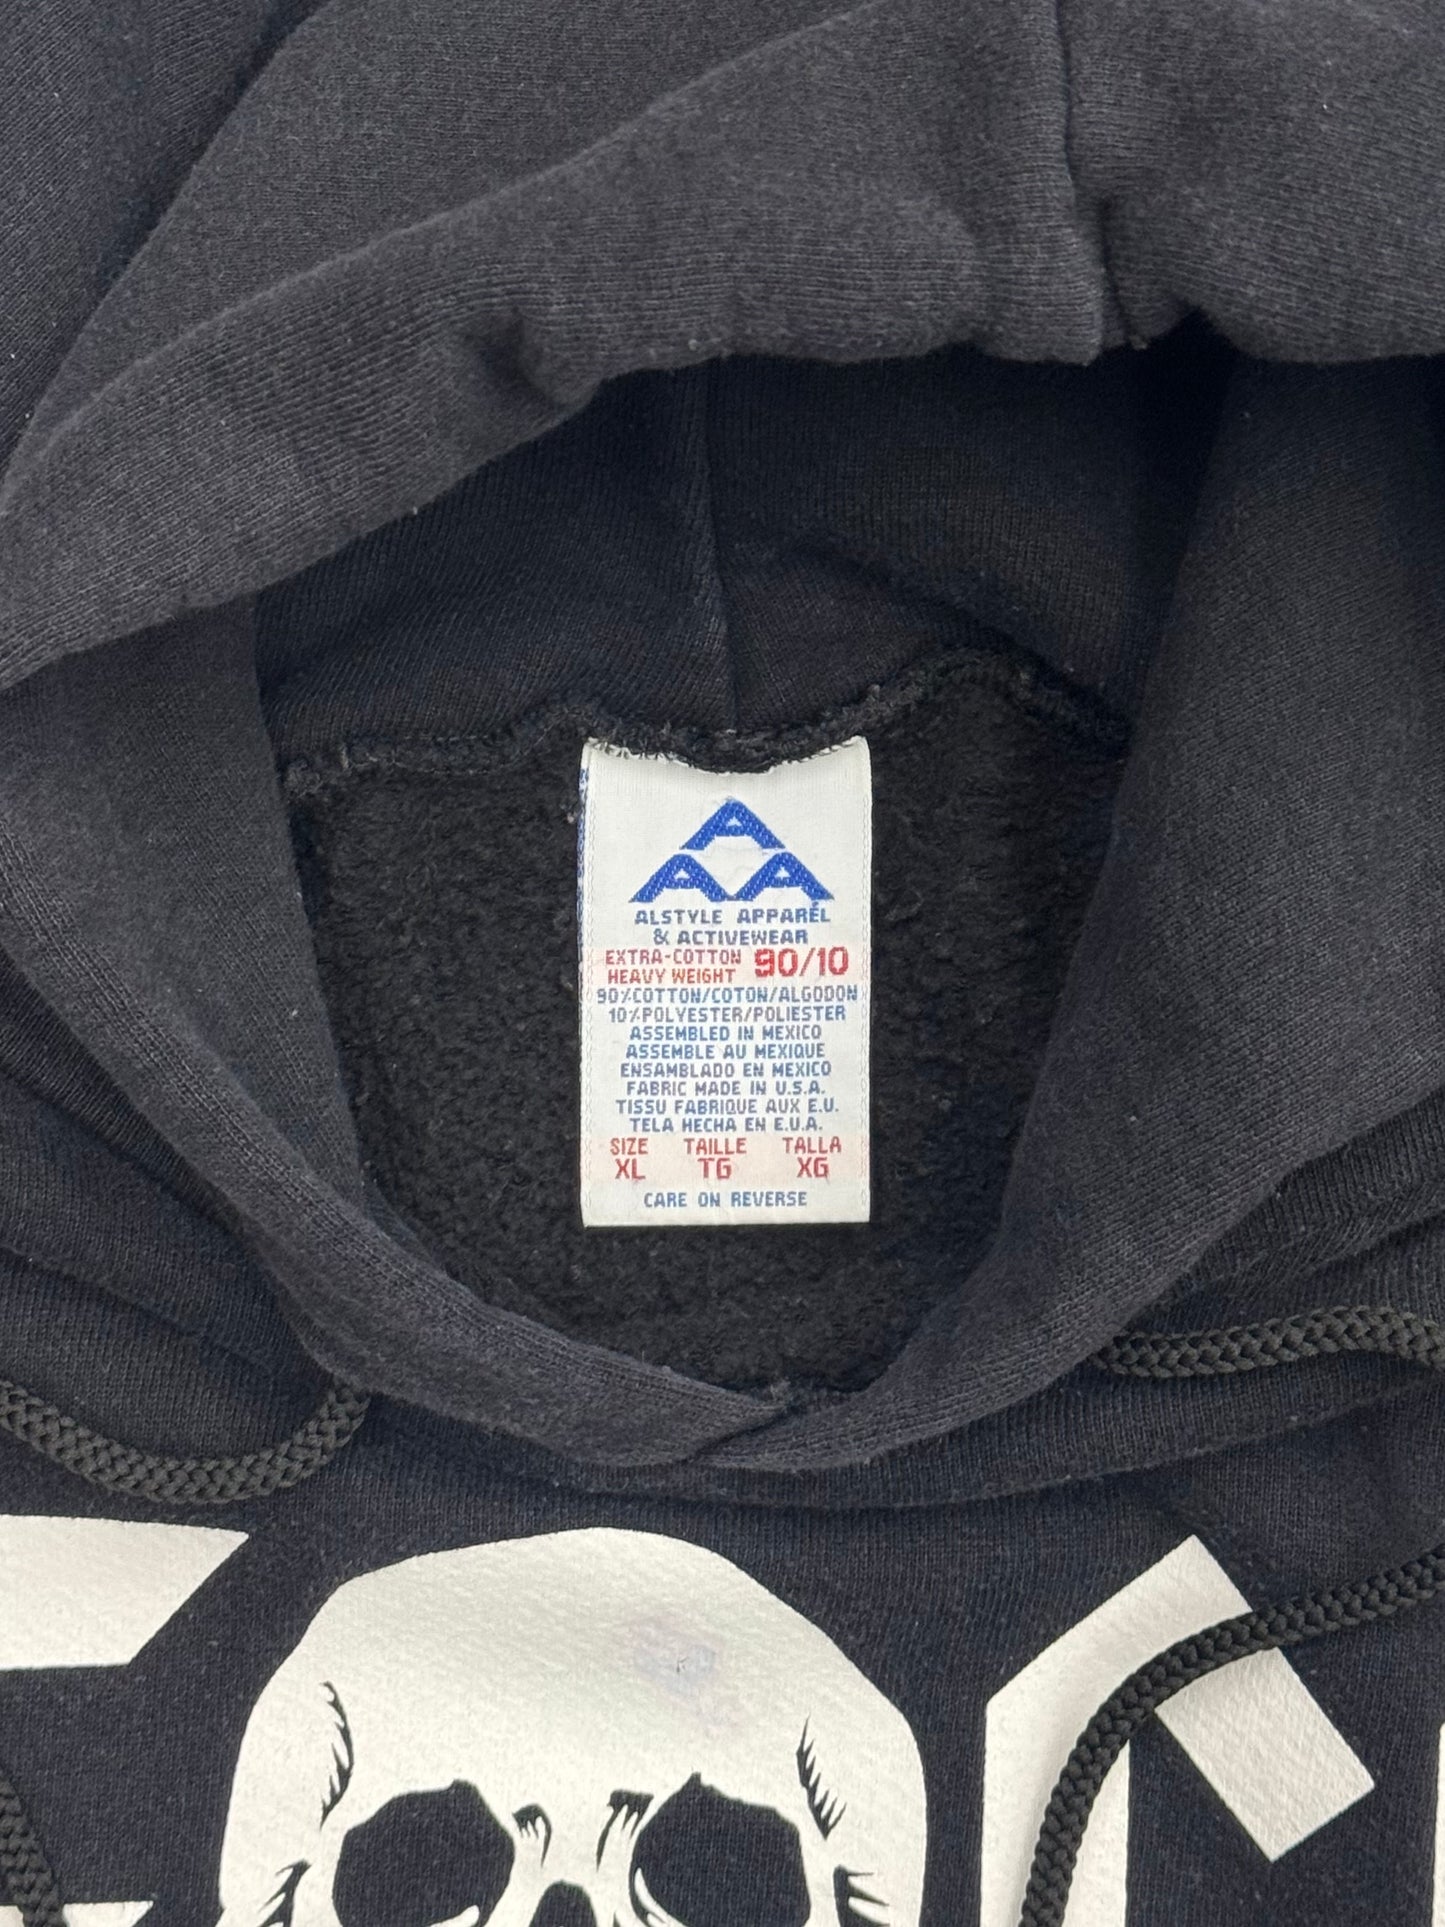 A
A A
ALSTYLE APPARÉL
& ACTIVEWEAR
EXTRA-COTTON 90/10
HEAVY WEIGHT
90%COTTON/COTON/ALGODON
10%POLYESTER/POLIESTER
ASSEMBLED IN MEXICO
ASSEMBLE AU MEXIQUE
ENSAMBLADO EN MEXICO
FABRIC MADE IN U.S.A.
TISSU FABRIQUE AUX E.U.
TELA HECHA EN E.U.A.
SIZE TAILLE TALLA
XL TG XG
CARE ON REVERSE